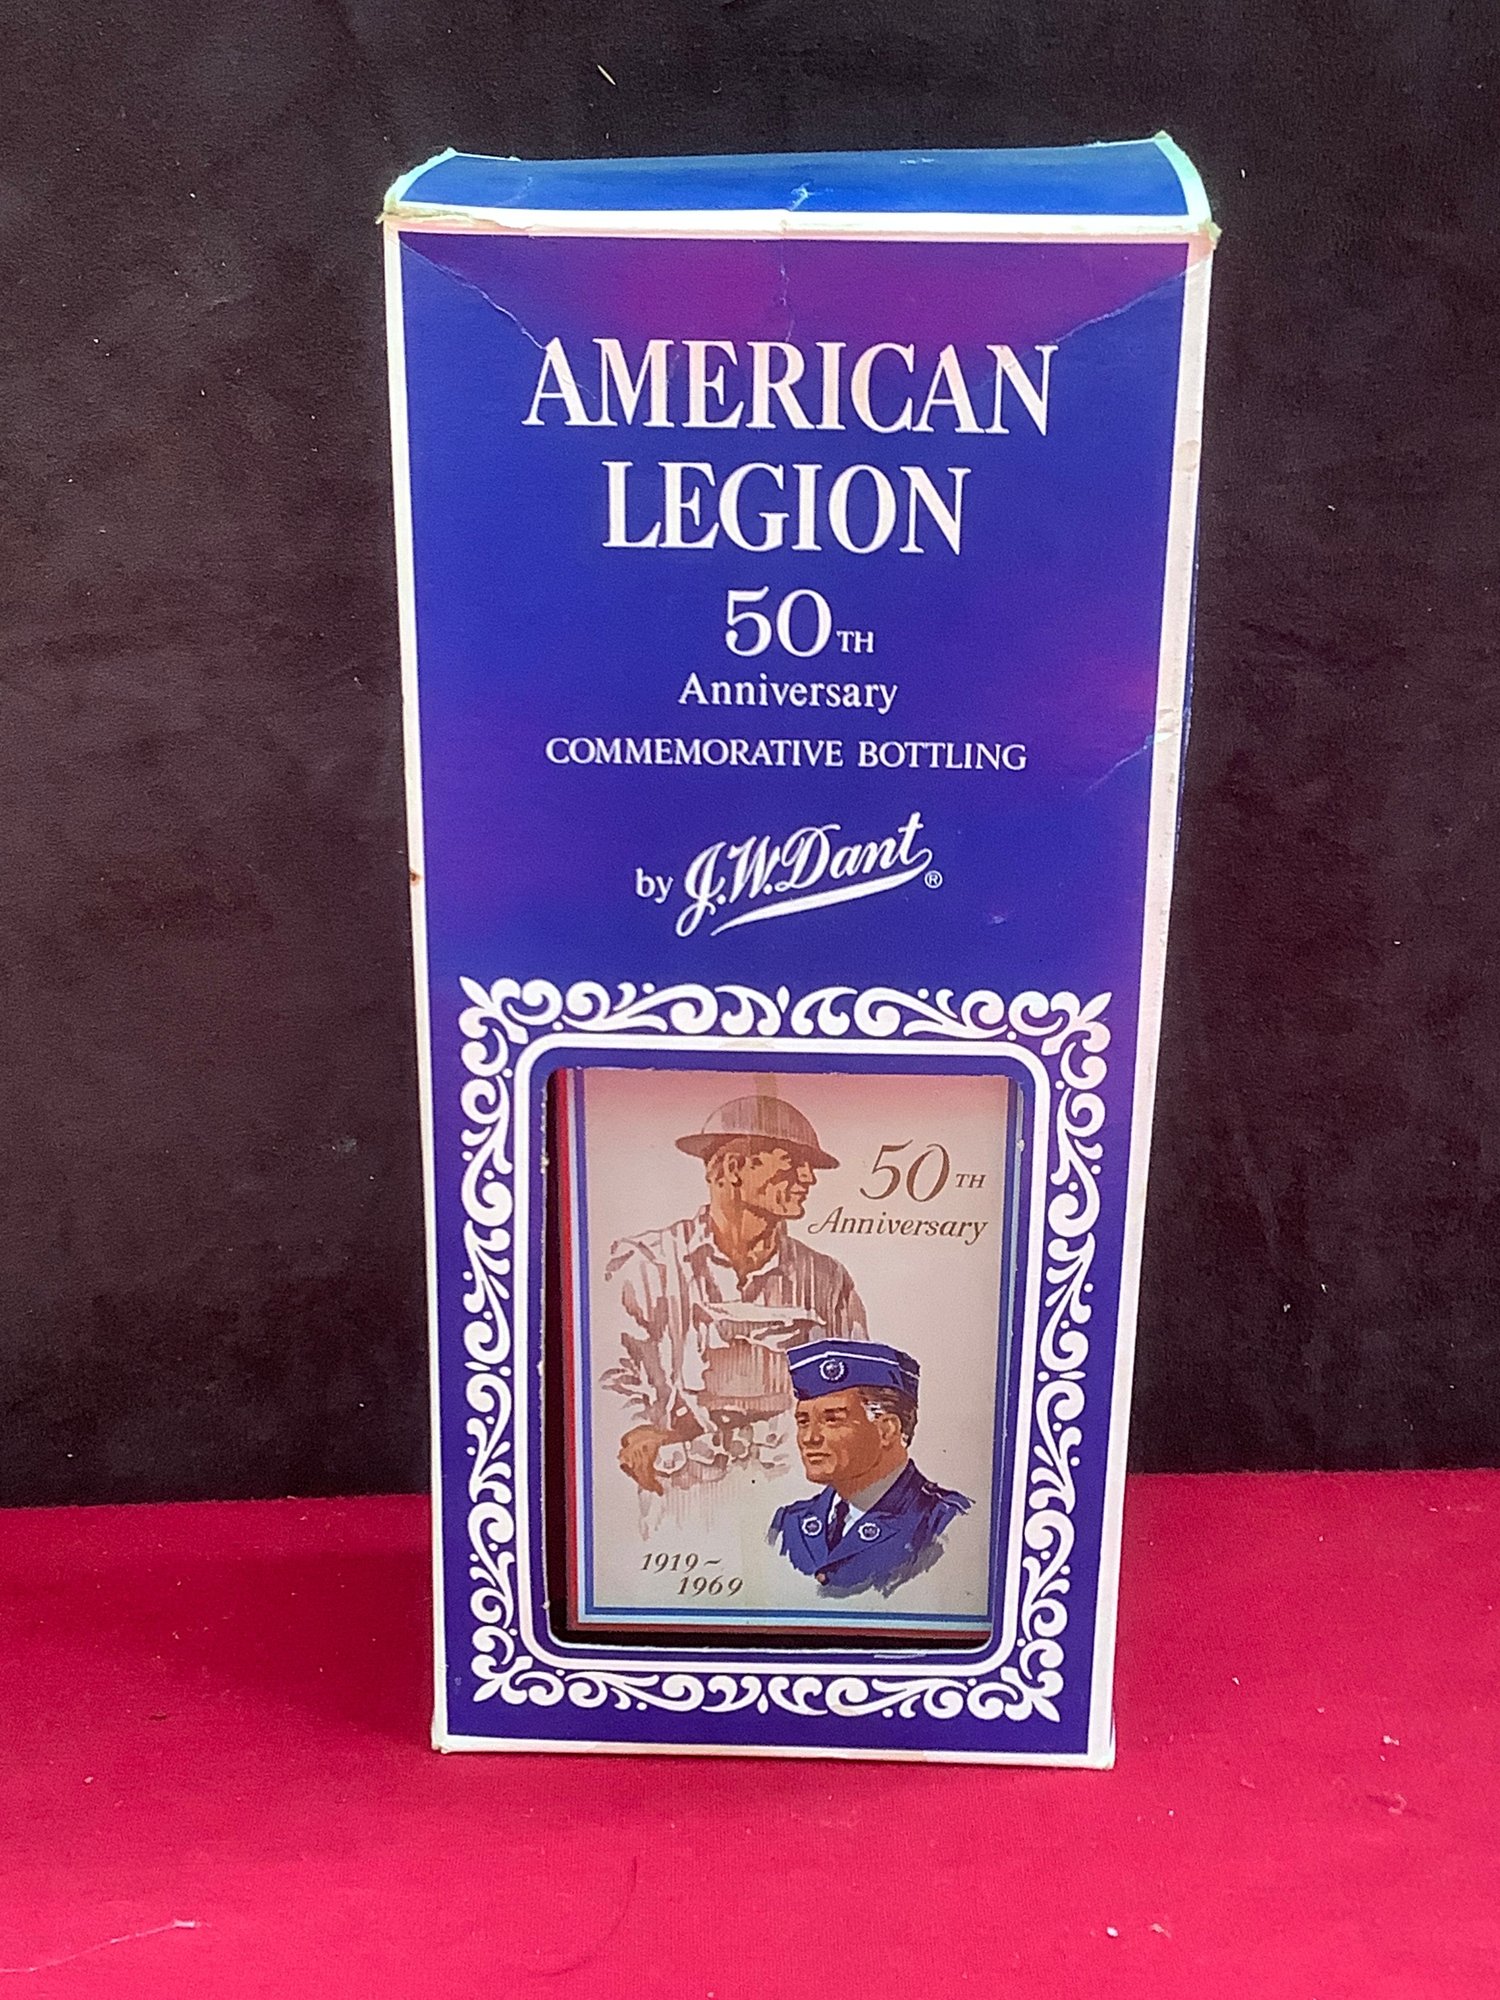 AMERICAN
LEGION
50TH
Anniversary
COMMEMORATIVE BOTTLING
by J.W. Dant ®
50TH
Anniversary
1919~
1969